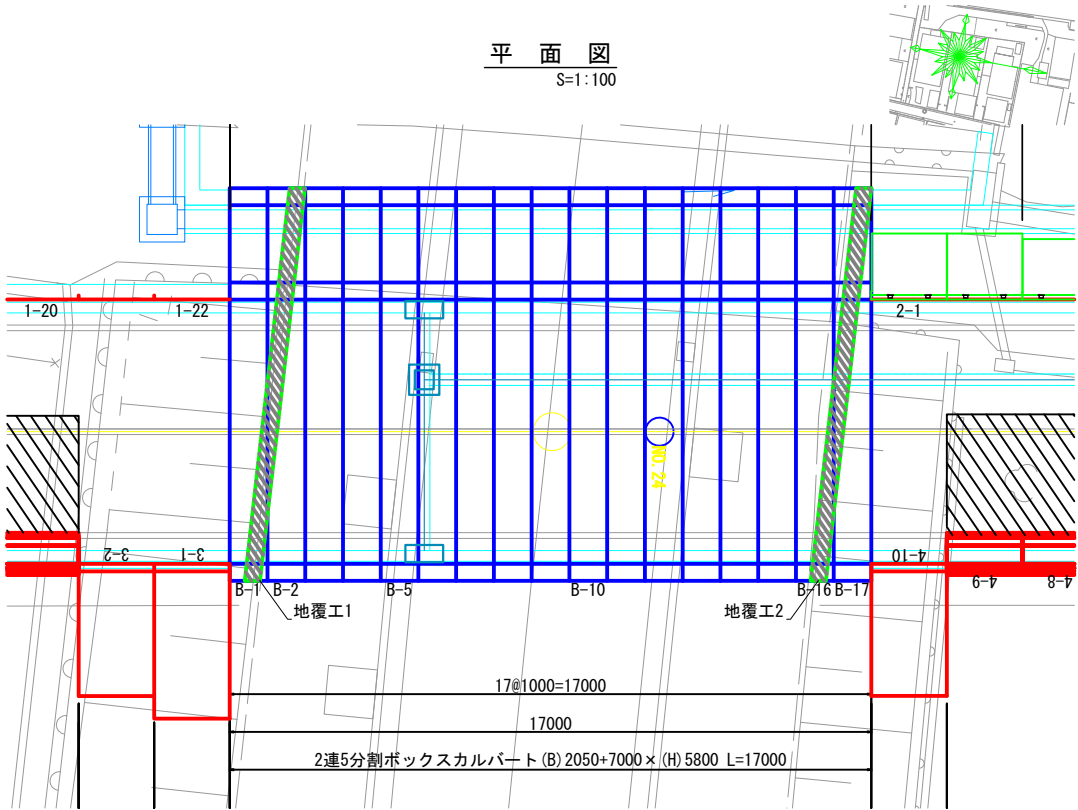 平 面 図
S=1:100
1-20
1-22
2-1
NO.24
3-2
3-1
4-10
4-9
4-8
B-1
B-2
B-5
B-10
B-16
B-17
地覆工1
地覆工2
17@1000=17000
17000
2連5分割ボックスカルバート(B)2050+7000×(H)5800 L=17000